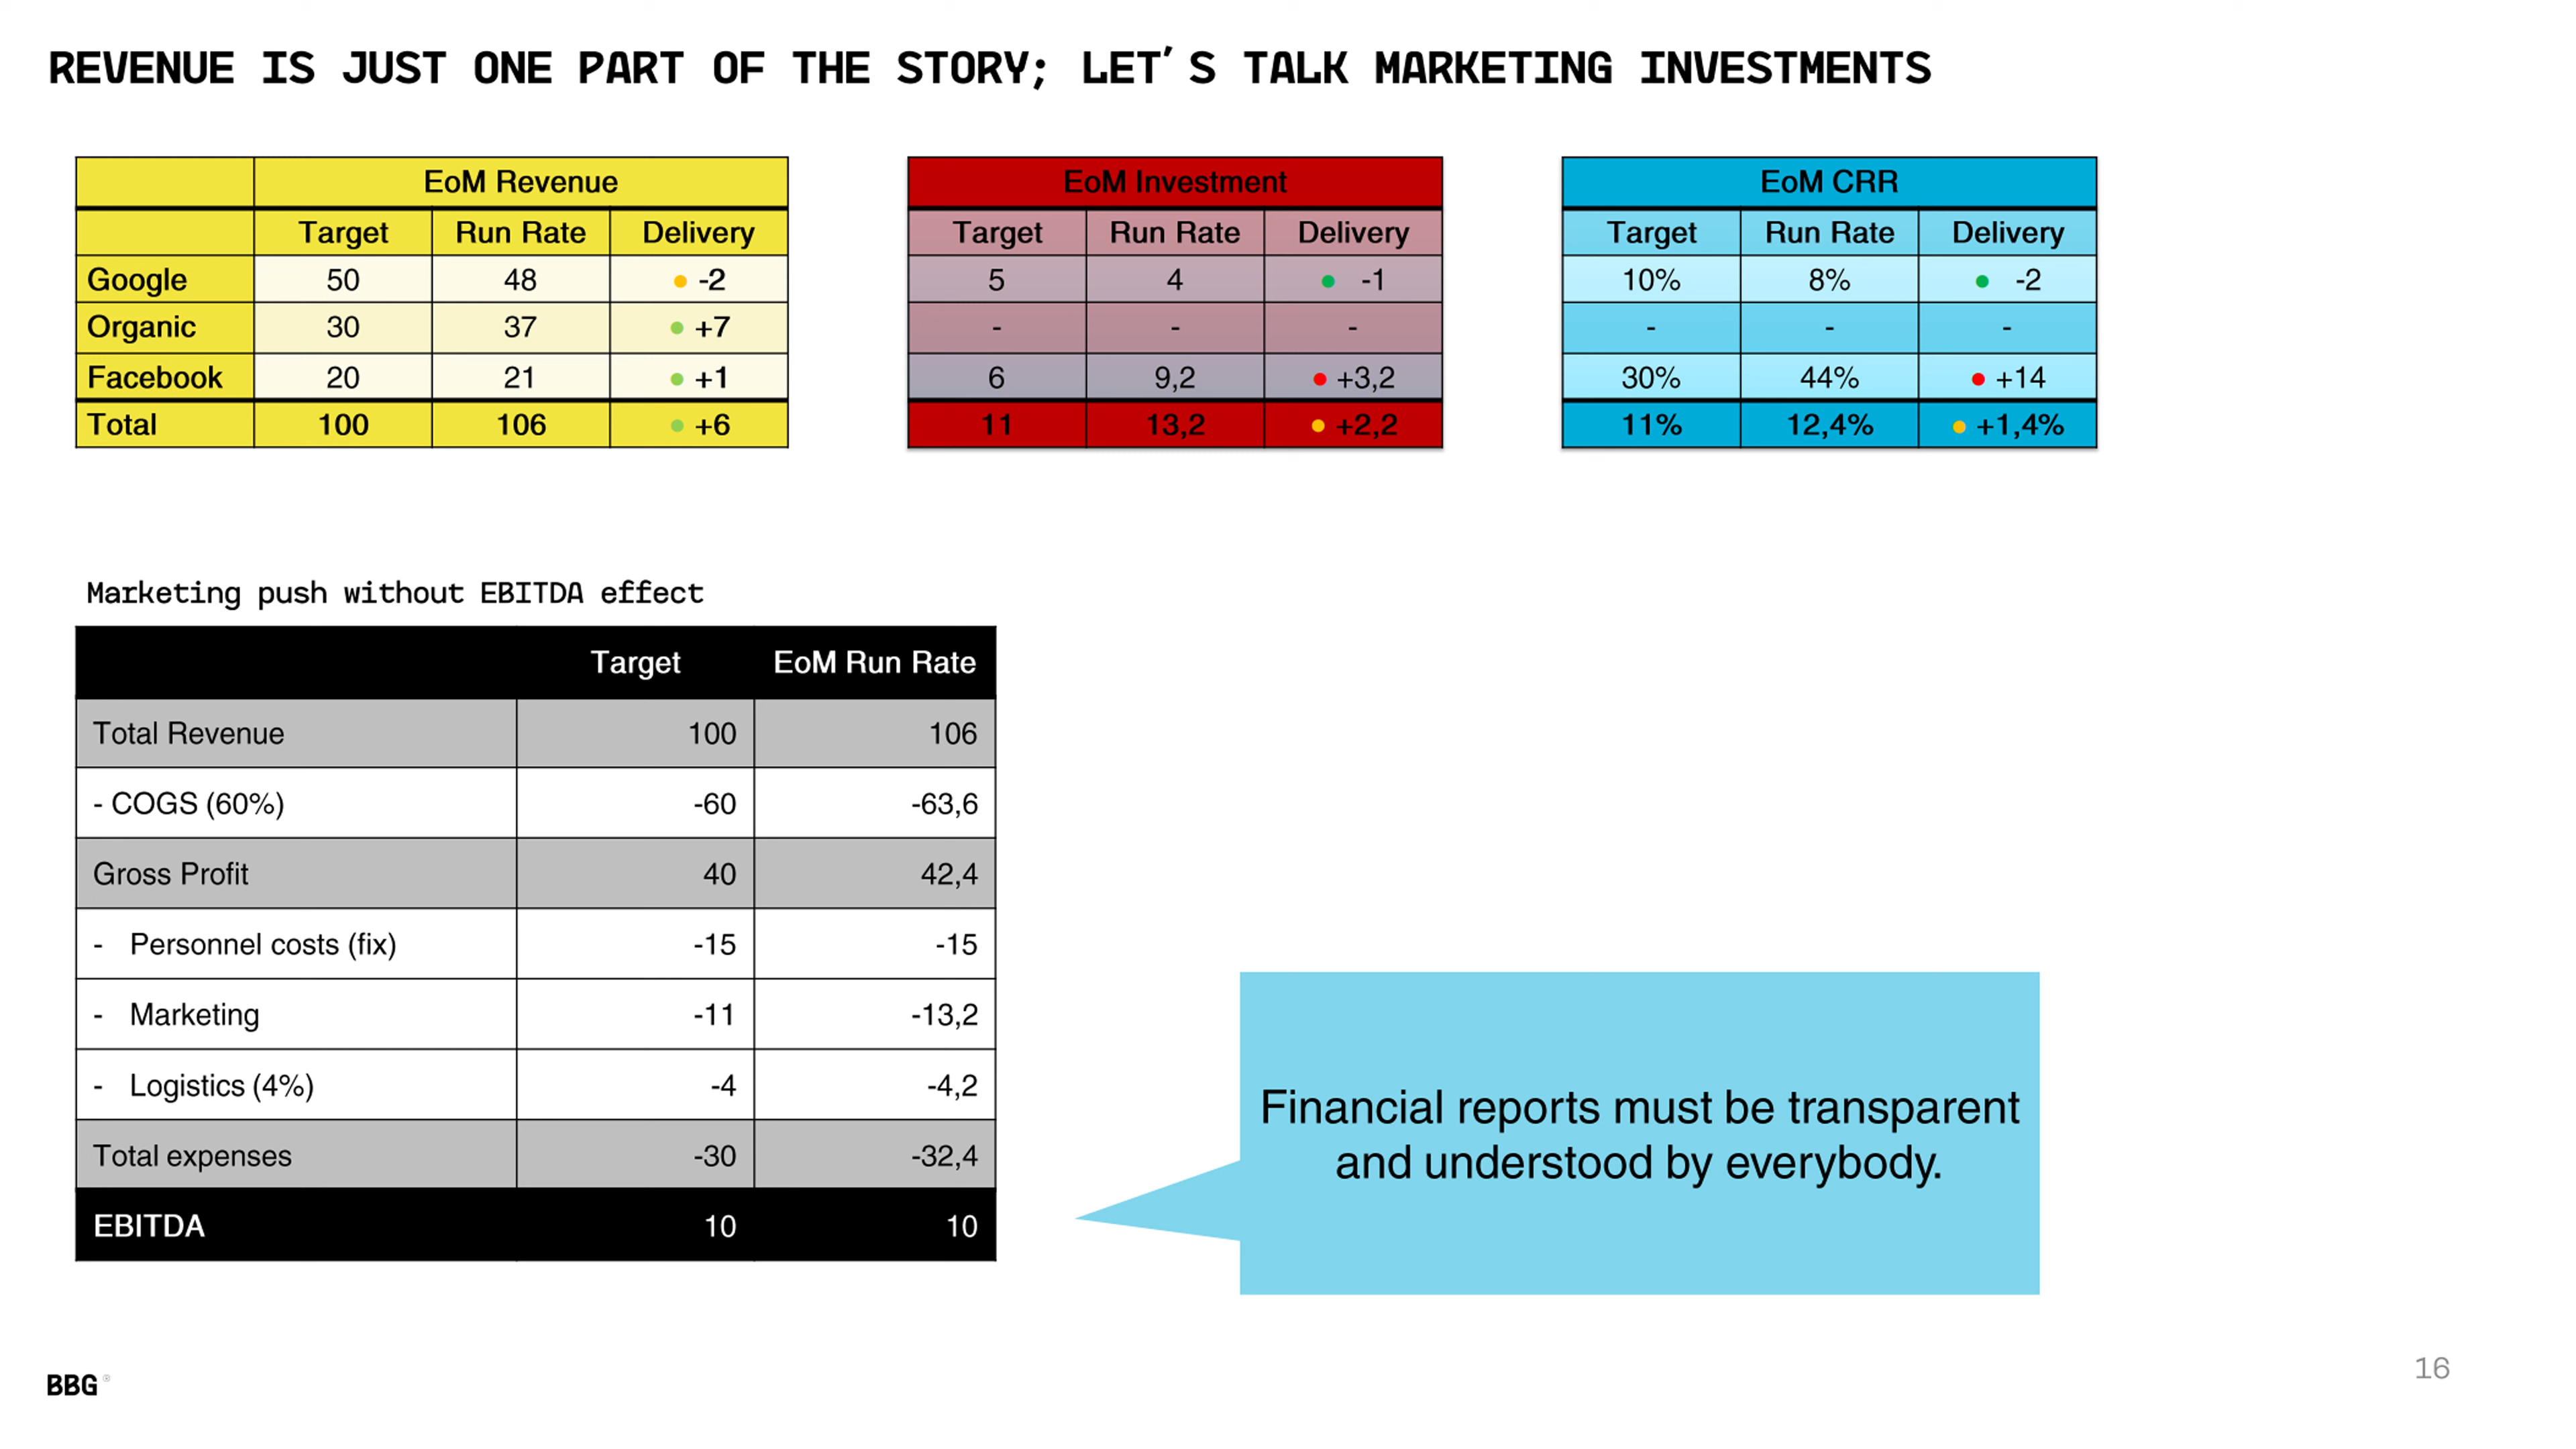 REVENUE IS JUST ONE PART OF THE STORY; LET'S TALK MARKETING INVESTMENTS
EoM Revenue
Target Run Rate Delivery
Google 50 48 -2
Organic 30 37 +7
Facebook 20 21 +1
Total 100 106 +6
EoM Investment
Target Run Rate Delivery
5 4 -1
- - -
6 9,2 +3,2
11 13,2 +2,2
EoM CRR
Target Run Rate Delivery
10% 8% -2
- - -
30% 44% +14
11% 12,4% +1,4%
Marketing push without EBITDA effect
Target EoM Run Rate
Total Revenue 100 106
- COGS (60%) -60 -63,6
Gross Profit 40 42,4
- Personnel costs (fix) -15 -15
- Marketing -11 -13,2
- Logistics (4%) -4 -4,2
Total expenses -30 -32,4
EBITDA 10 10
Financial reports must be transparent
and understood by everybody.
BBG®
16